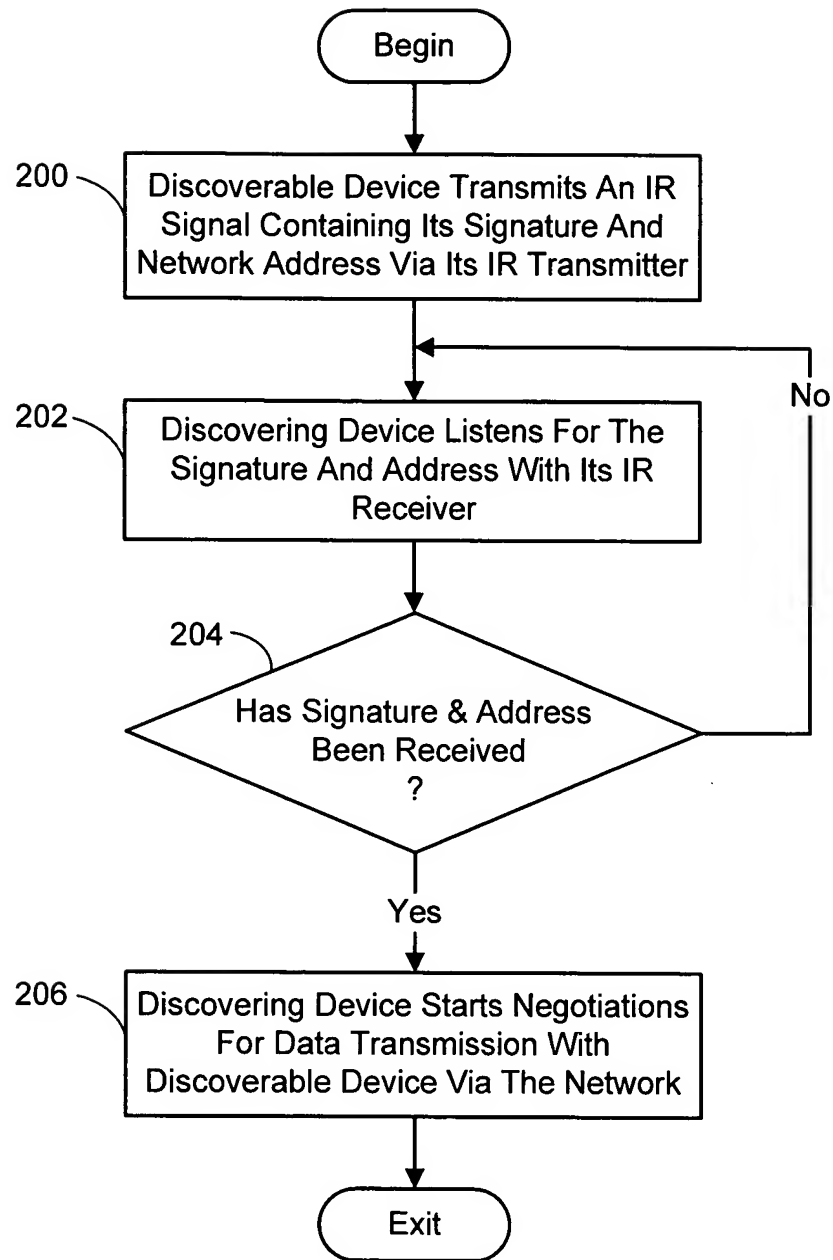 Begin
200
Discoverable Device Transmits An IR
Signal Containing Its Signature And
Network Address Via Its IR Transmitter
No
202
Discovering Device Listens For The
Signature And Address With Its IR
Receiver
204
Has Signature & Address
Been Received
?
Yes
206
Discovering Device Starts Negotiations
For Data Transmission With
Discoverable Device Via The Network
Exit